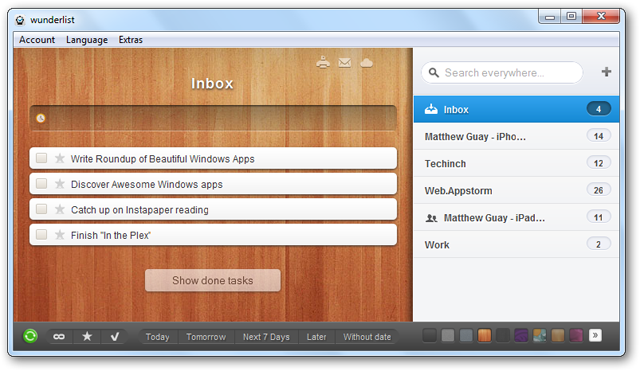 wunderlist
Account Language Extras
Inbox
Write Roundup of Beautiful Windows Apps
Discover Awesome Windows apps
Catch up on Instapaper reading
Finish "In the Plex"
Show done tasks
Search everywhere...
Inbox 4
Matthew Guay - iPho... 14
Techinch 12
Web.Appstorm 26
Matthew Guay - iPad... 11
Work 2
Today Tomorrow Next 7 Days Later Without date